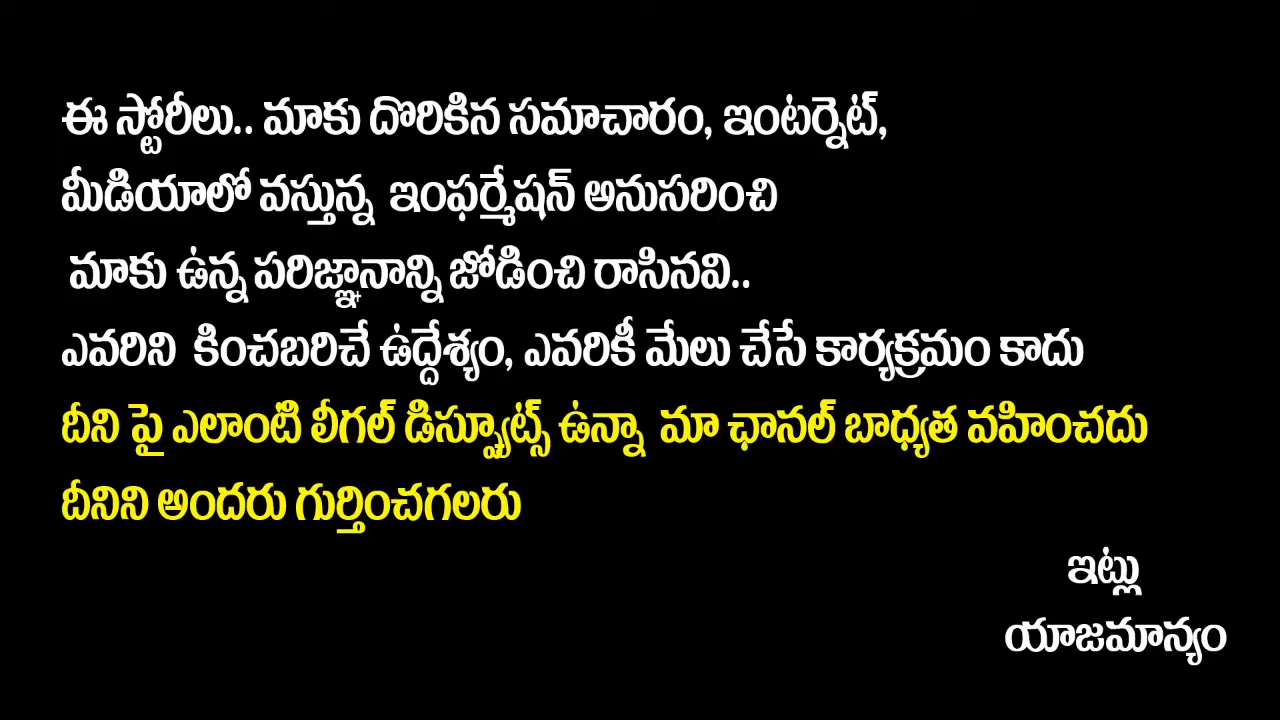 ఈ స్టోరీలు.. మాకు దొరికిన సమాచారం, ఇంటర్నెట్,
మీడియాలో వస్తున్న ఇంఫర్మేషన్ అనుసరించి
మాకు ఉన్న పరిజ్ఞానాన్ని జోడించి రాసినవి..
ఎవరిని కించబరిచే ఉద్దేశ్యం, ఎవరికీ మేలు చేసే కార్యక్రమం కాదు
దీని పై ఎలాంటి లీగల్ డిస్ప్యూట్స్ ఉన్నా మా ఛానల్ బాధ్యత వహించదు
దీనిని అందరు గుర్తించగలరు
ఇట్లు
యాజమాన్యం